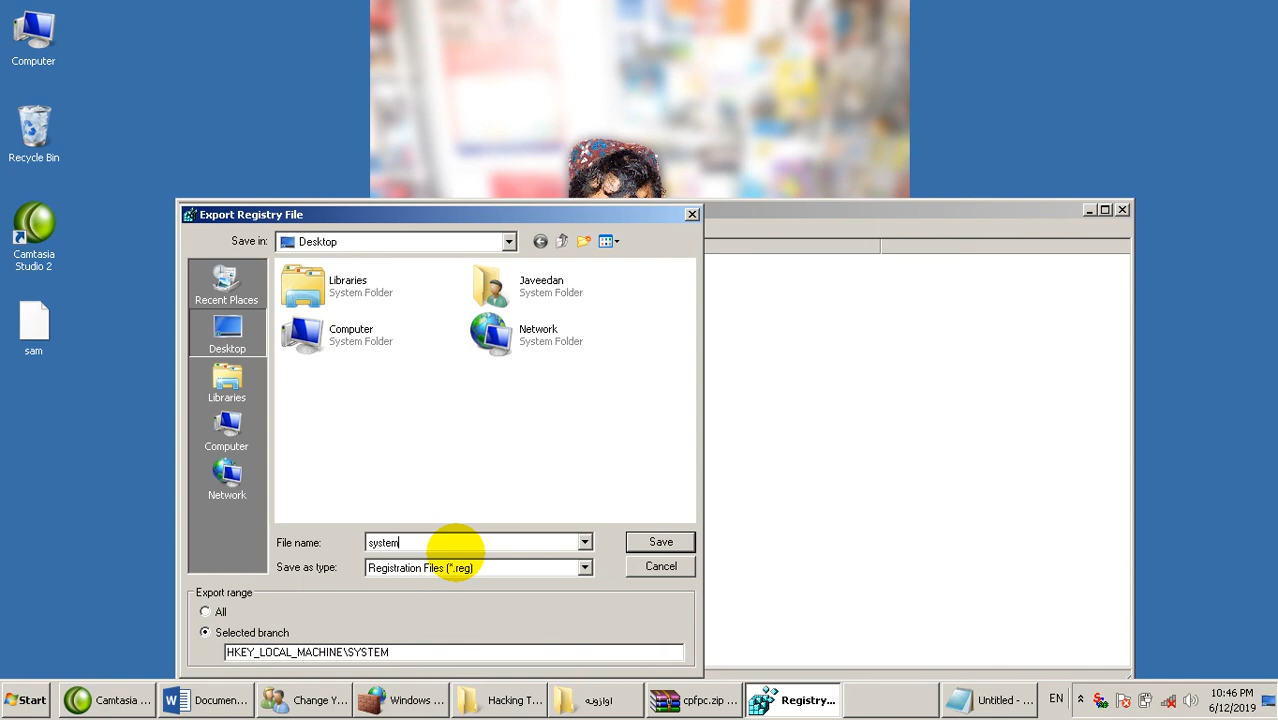 Computer
Recycle Bin
Camtasia
Studio 2
sam
Export Registry File
Save in:
Desktop
Recent Places
Desktop
Libraries
Computer
Network
Libraries
System Folder
Javeedan
System Folder
Computer
System Folder
Network
System Folder
File name:
system
Save
Save as type:
Registration Files (*.reg)
Cancel
Export range
All
Selected branch
HKEY_LOCAL_MACHINE\SYSTEM
Start
Camtasia ...
Documen...
Change Y...
Windows ...
Hacking T...
cpfpc.zip ...
Registry...
Untitled - ...
EN
10:46 PM
6/12/2019